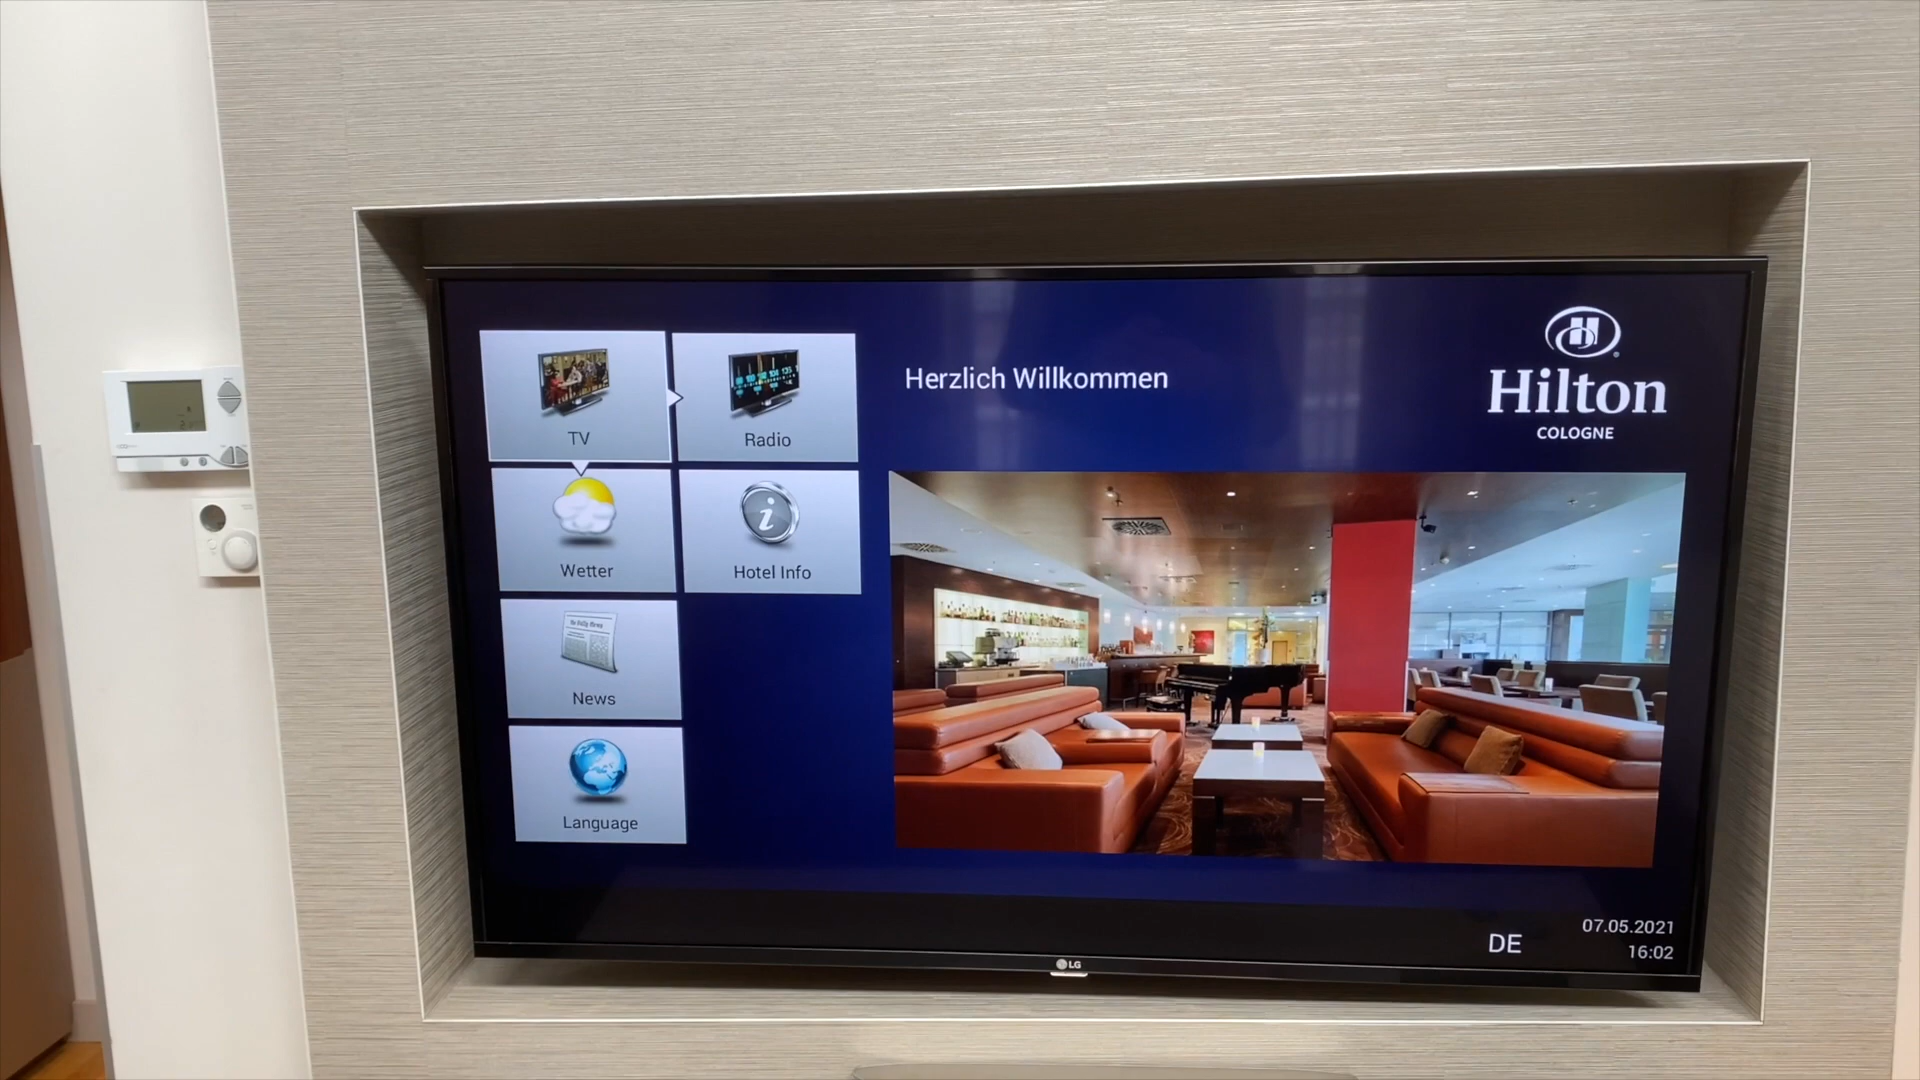 TV
Radio
Wetter
Hotel Info
News
Language
Herzlich Willkommen
Hilton
COLOGNE
DE
07.05.2021
16:02
LG